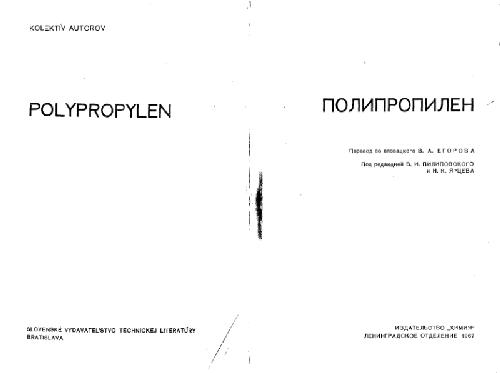 KOLEKTÍV AUTOROV
POLYPROPYLEN
SLOVENSKÉ VYDAVATEĽSTVO TECHNICKEJ LITERATÚRY
BRATISLAVA
ПОЛИПРОПИЛЕН
Перевод со словацкого В. А. ЕГОРОВА
Под редакцией В. И. ПИЛИПОВСКОГО
и И. К. ЯРЦЕВА
ИЗДАТЕЛЬСТВО „ХИМИЯ“
ЛЕНИНГРАДСКОЕ ОТДЕЛЕНИЕ 1967